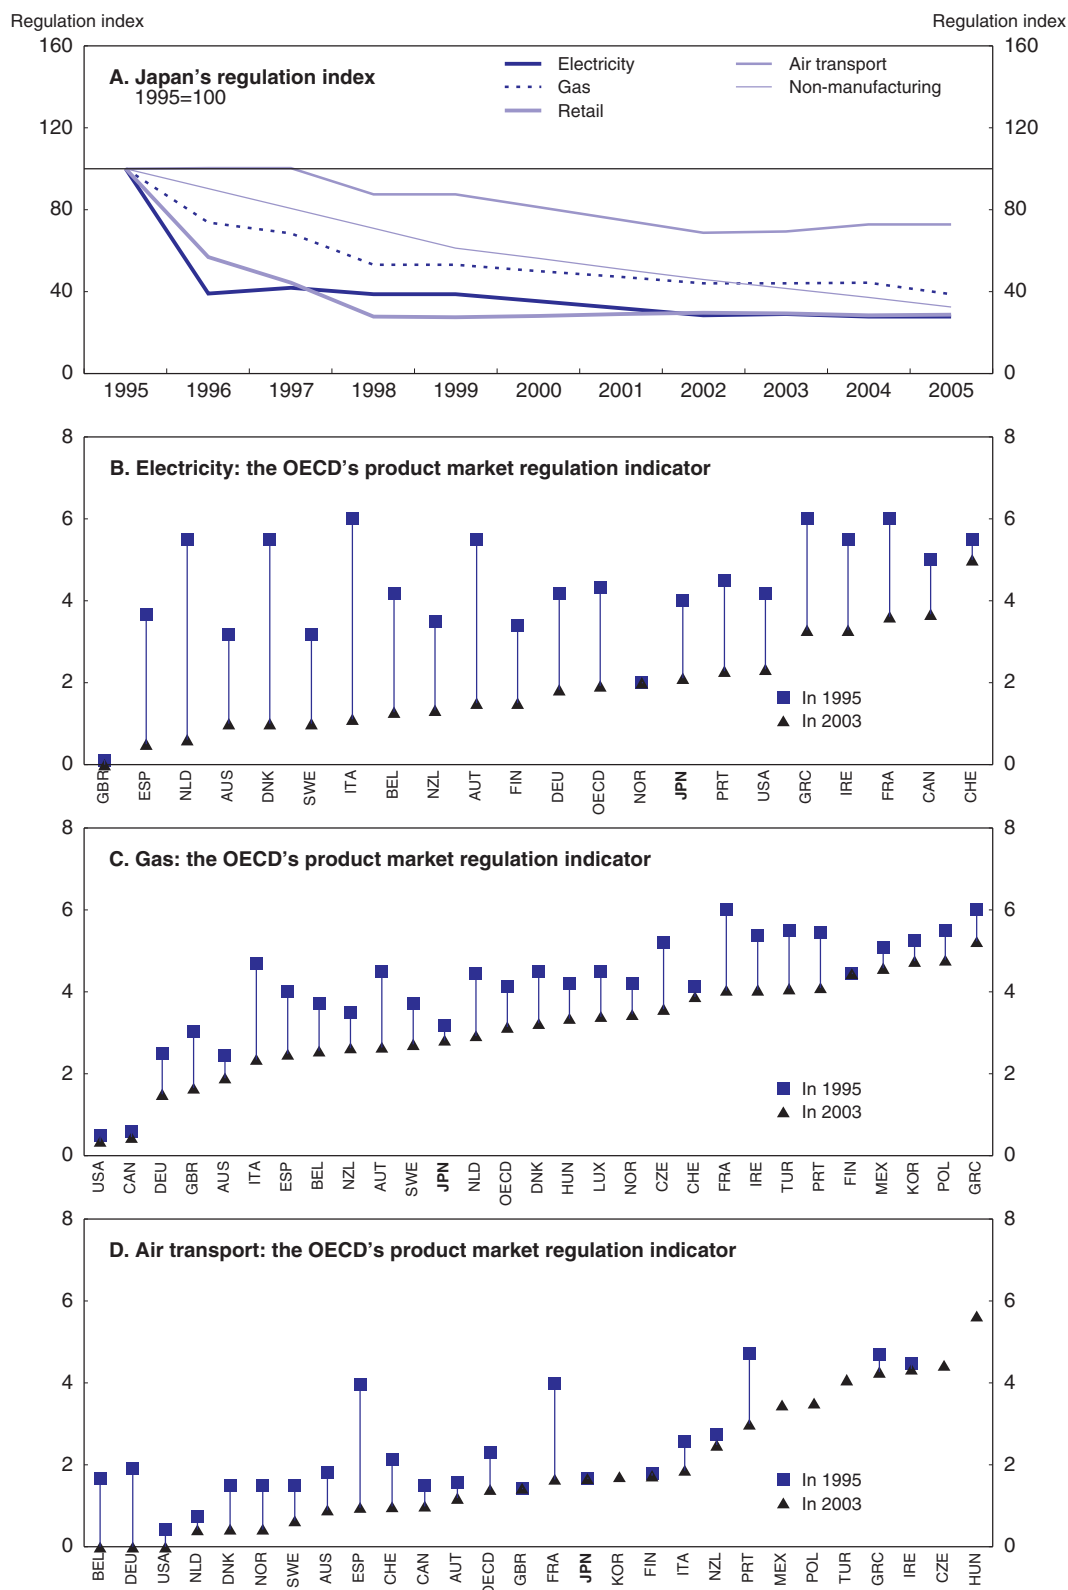 Regulation index Regulation index
160 160
A. Japan's regulation index
1995=100
Electricity
Gas
Retail
Air transport
Non-manufacturing
120 120
80 80
40 40
0 0
1995 1996 1997 1998 1999 2000 2001 2002 2003 2004 2005
8 8
B. Electricity: the OECD's product market regulation indicator
6 6
4 4
2 2
In 1995
In 2003
0 0
GBR ESP NLD AUS DNK SWE ITA BEL NZL AUT FIN DEU OECD NOR JPN PRT USA GRC IRE FRA CAN CHE
8 8
C. Gas: the OECD's product market regulation indicator
6 6
4 4
2 2
In 1995
In 2003
0 0
USA CAN DEU GBR AUS ITA ESP BEL NZL AUT SWE JPN NLD OECD DNK HUN LUX NOR CZE CHE FRA IRE TUR PRT FIN MEX KOR POL GRC
8 8
D. Air transport: the OECD's product market regulation indicator
6 6
4 4
2 2
In 1995
In 2003
0 0
BEL DEU USA NLD DNK NOR SWE AUS ESP CHE CAN AUT OECD GBR FRA JPN KOR FIN ITA NZL PRT MEX POL TUR GRC IRE CZE HUN